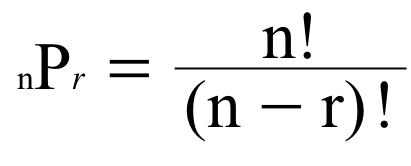 nPr = n! / (n − r)!